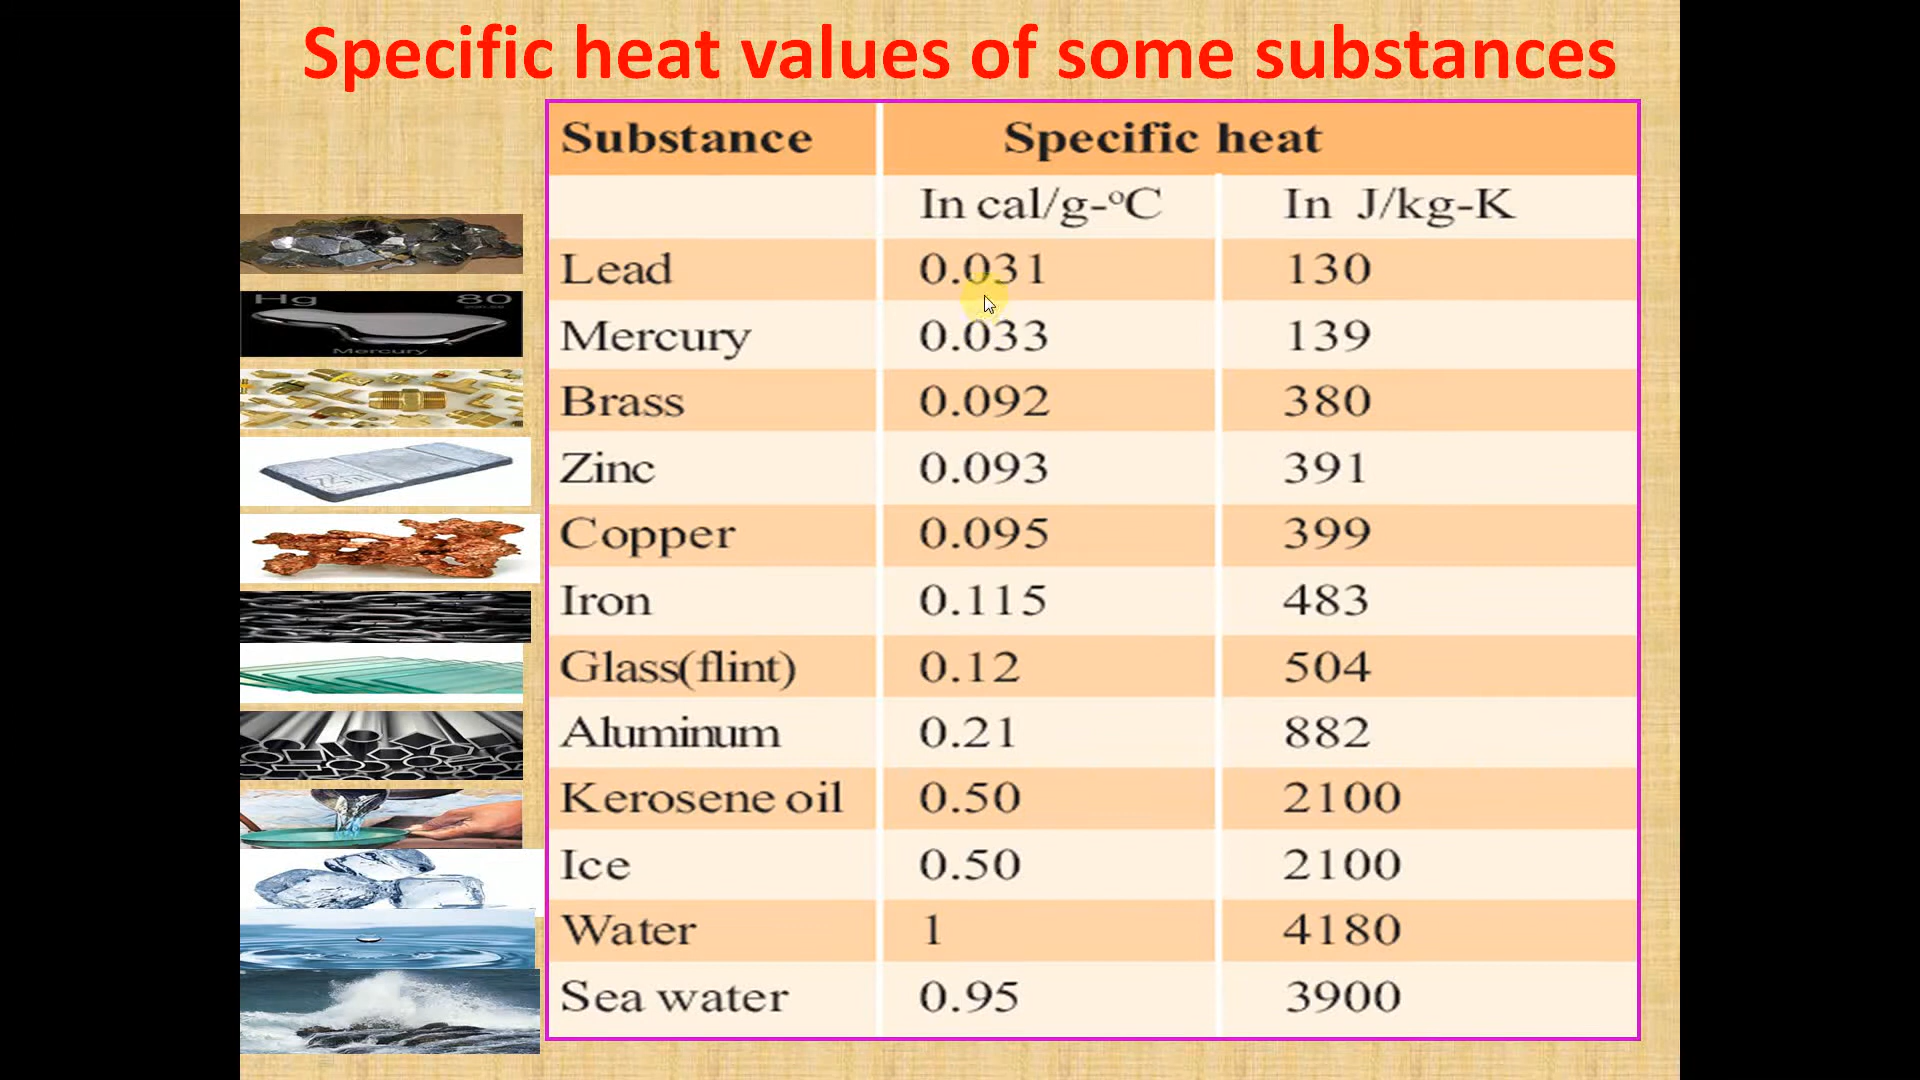 Specific heat values of some substances
Substance Specific heat
In cal/g-°C In J/kg-K
Lead 0.031 130
Hg 80
Mercury
Mercury 0.033 139
Brass 0.092 380
Zinc 0.093 391
Copper 0.095 399
Iron 0.115 483
Glass(flint) 0.12 504
Aluminum 0.21 882
Kerosene oil 0.50 2100
Ice 0.50 2100
Water 1 4180
Sea water 0.95 3900